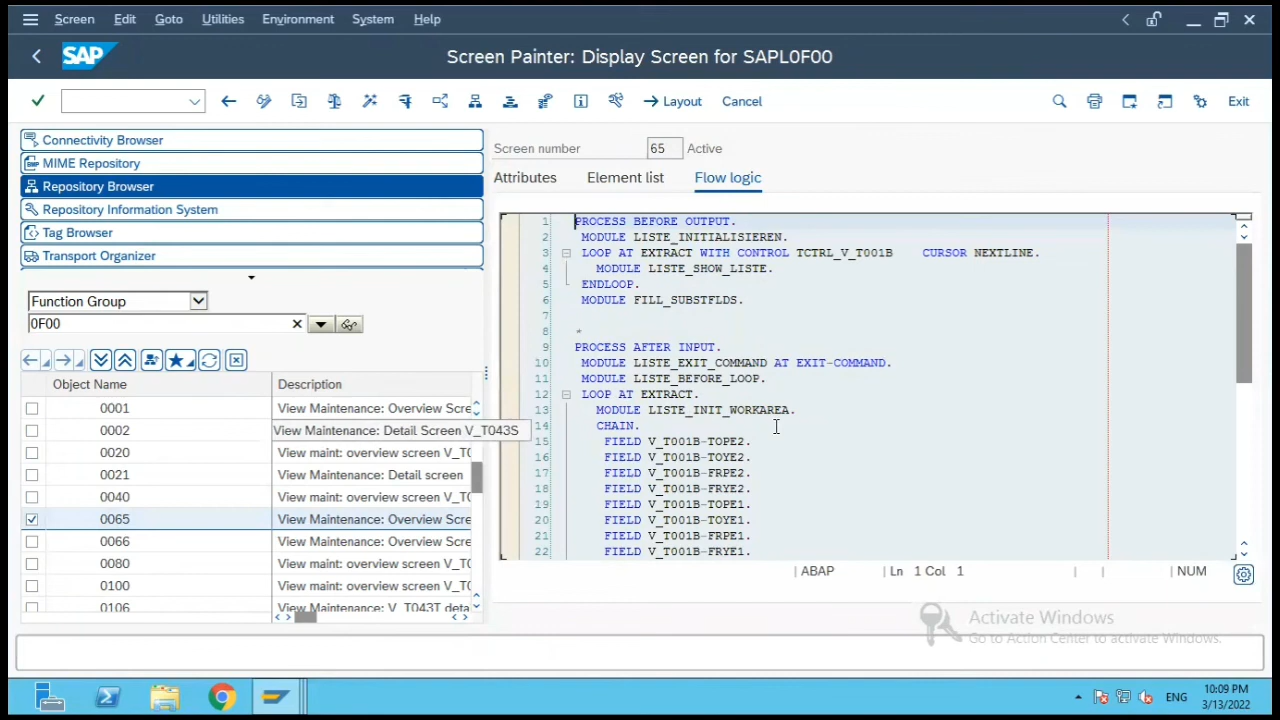 Screen Edit Goto Utilities Environment System Help
SAP
Screen Painter: Display Screen for SAPL0F00
Layout Cancel Exit
Connectivity Browser
MIME Repository
Repository Browser
Repository Information System
Tag Browser
Transport Organizer
Function Group
0F00
Object Name Description
0001 View Maintenance: Overview Scre
0002 View Maintenance: Detail Screen V_T043S
0020 View maint: overview screen V_T0
0021 View Maintenance: Detail screen
0040 View maint: overview screen V_T0
0065 View Maintenance: Overview Scre
0066 View Maintenance: Overview Scre
0080 View maint: overview screen V_T0
0100 View maint: overview screen V_T0
0106 View Maintenance: V_T043T deta
Screen number 65 Active
Attributes Element list Flow logic
1 PROCESS BEFORE OUTPUT.
2 MODULE LISTE_INITIALISIEREN.
3 LOOP AT EXTRACT WITH CONTROL TCTRL_V_T001B CURSOR NEXTLINE.
4 MODULE LISTE_SHOW_LISTE.
5 ENDLOOP.
6 MODULE FILL_SUBSTFLDS.
7
8 *
9 PROCESS AFTER INPUT.
10 MODULE LISTE_EXIT_COMMAND AT EXIT-COMMAND.
11 MODULE LISTE_BEFORE_LOOP.
12 LOOP AT EXTRACT.
13 MODULE LISTE_INIT_WORKAREA.
14 CHAIN.
15 FIELD V_T001B-TOPE2.
16 FIELD V_T001B-TOYE2.
17 FIELD V_T001B-FRPE2.
18 FIELD V_T001B-FRYE2.
19 FIELD V_T001B-TOPE1.
20 FIELD V_T001B-TOYE1.
21 FIELD V_T001B-FRPE1.
22 FIELD V_T001B-FRYE1.
ABAP Ln 1 Col 1 NUM
Activate Windows
Go to Action Center to activate Windows.
ENG
10:09 PM
3/13/2022